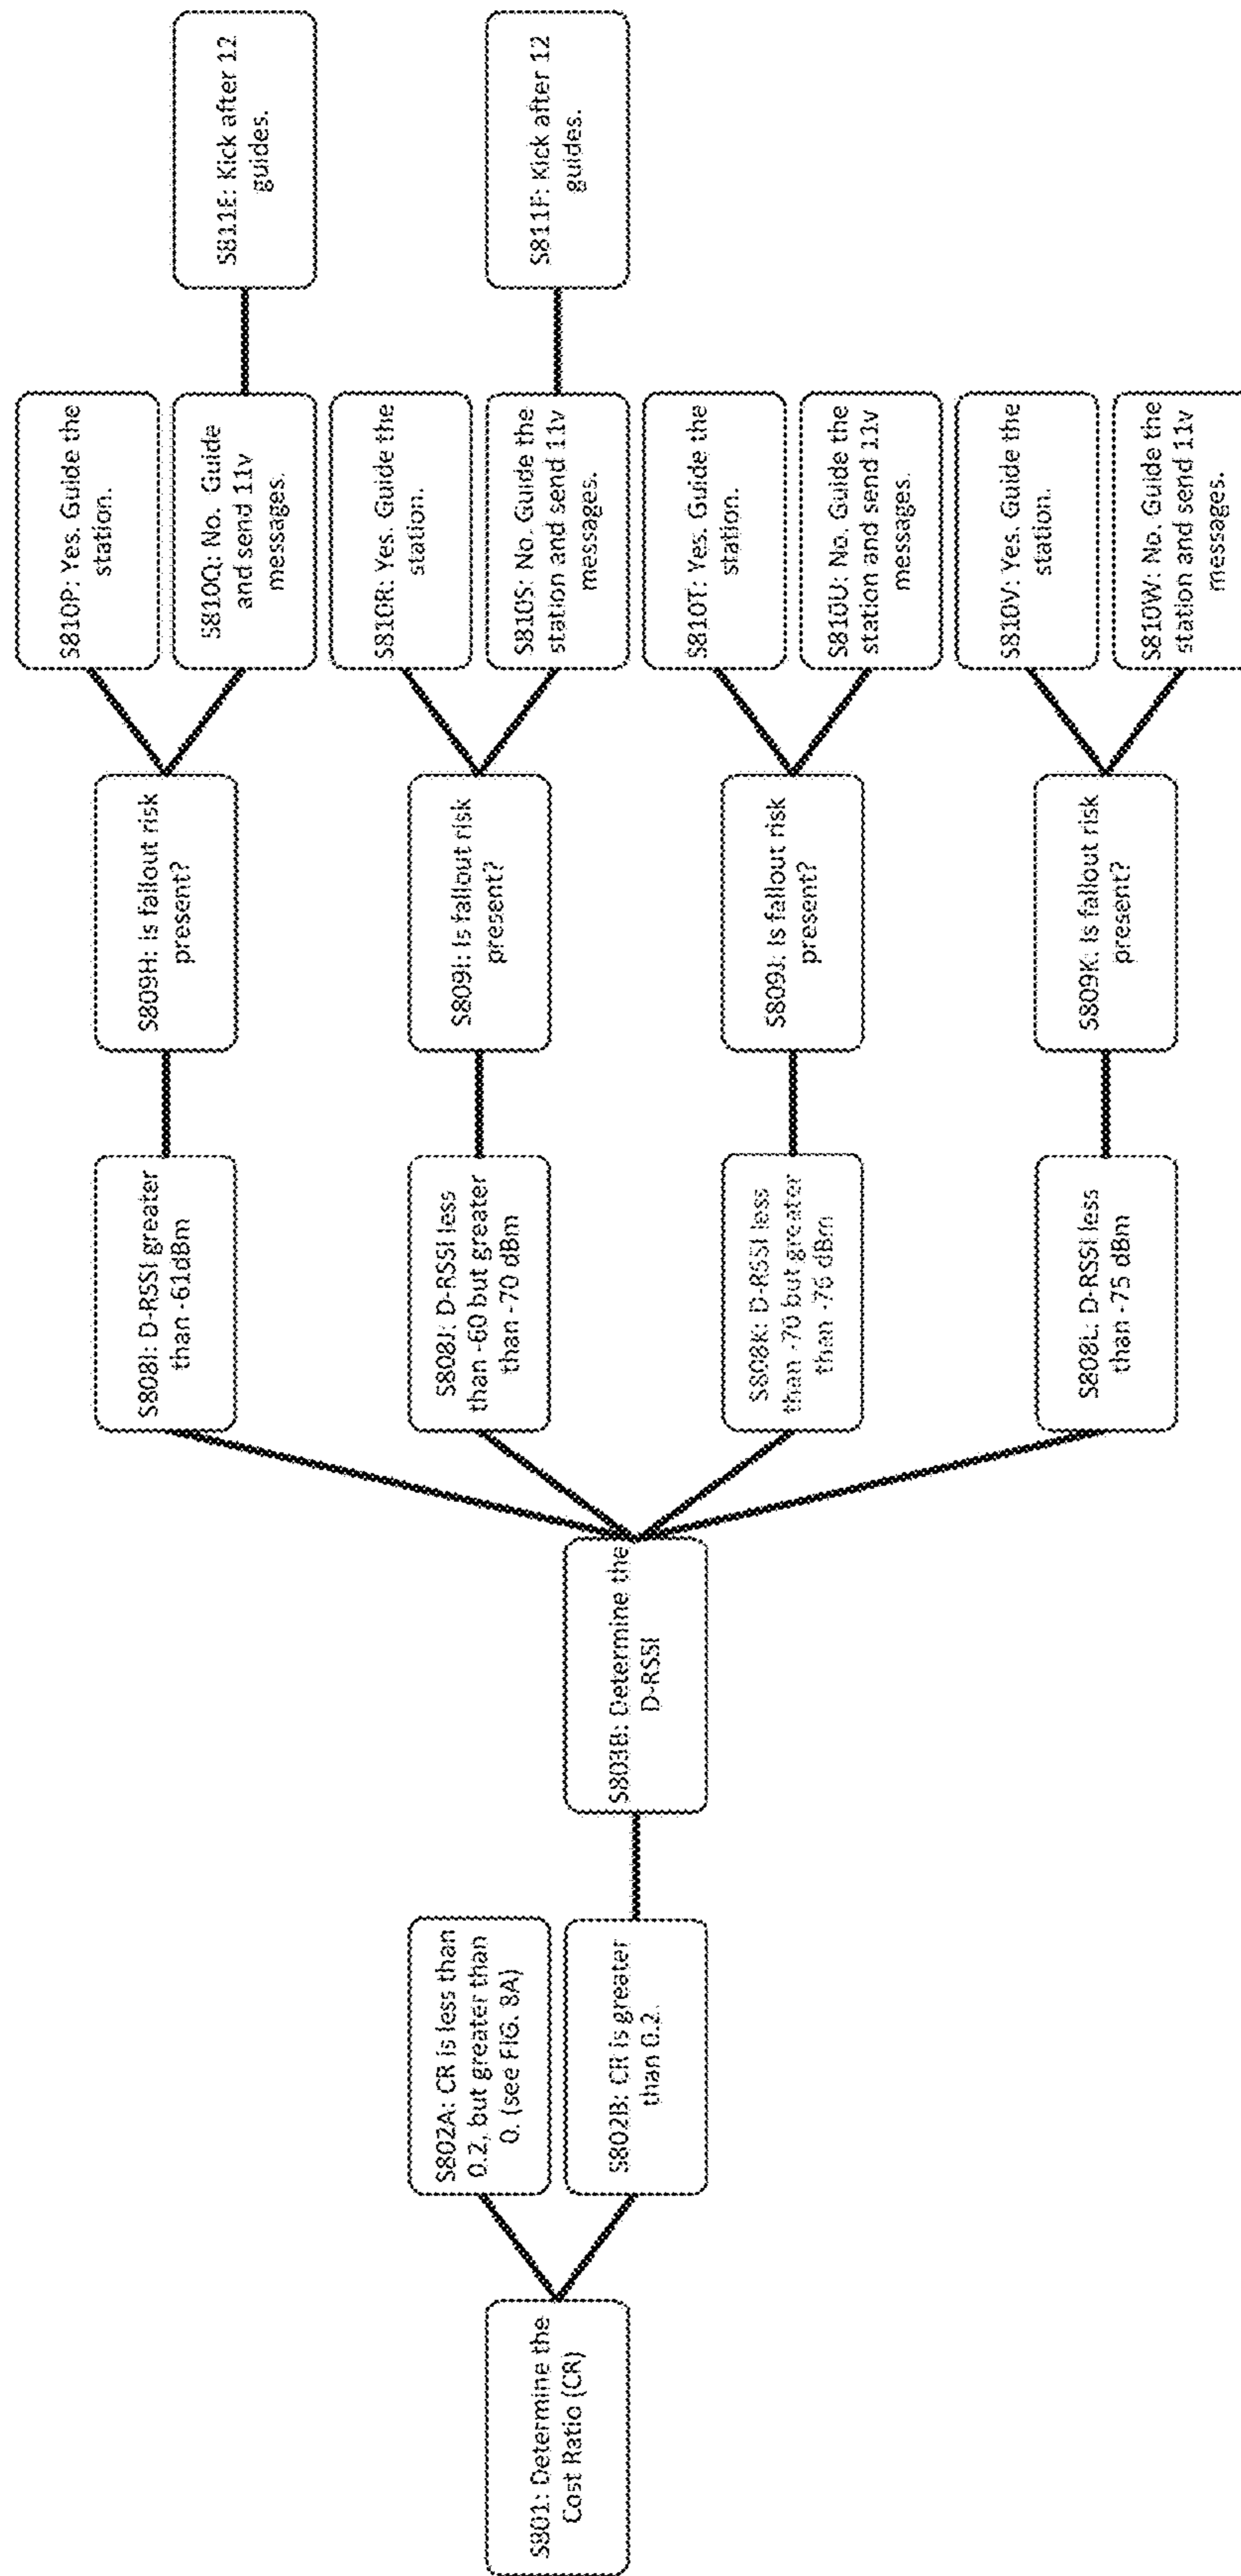 S801: Determine the
Cost Ratio (CR)
S802A: CR is less than
0.2, but greater than
0. (see FIG. 8A)
S802B: CR is greater
than 0.2.
S803B: Determine the
D-RSSI
S808I: D-RSSI greater
than -61dBm
S808J: D-RSSI less
than -60 but greater
than -70 dBm
S808K: D-RSSI less
than -70 but greater
than -76 dBm
S808L: D-RSSI less
than -75 dBm
S809H: Is fallout risk
present?
S809I: Is fallout risk
present?
S809J: Is fallout risk
present?
S809K: Is fallout risk
present?
S810P: Yes. Guide the
station.
S810Q: No. Guide
and send 11v
messages.
S810R: Yes. Guide the
station.
S810S: No. Guide the
station and send 11v
messages.
S810T: Yes. Guide the
station.
S810U: No. Guide the
station and send 11v
messages.
S810V: Yes. Guide the
station.
S810W: No. Guide the
station and send 11v
messages.
S811E: Kick after 12
guides.
S811F: Kick after 12
guides.